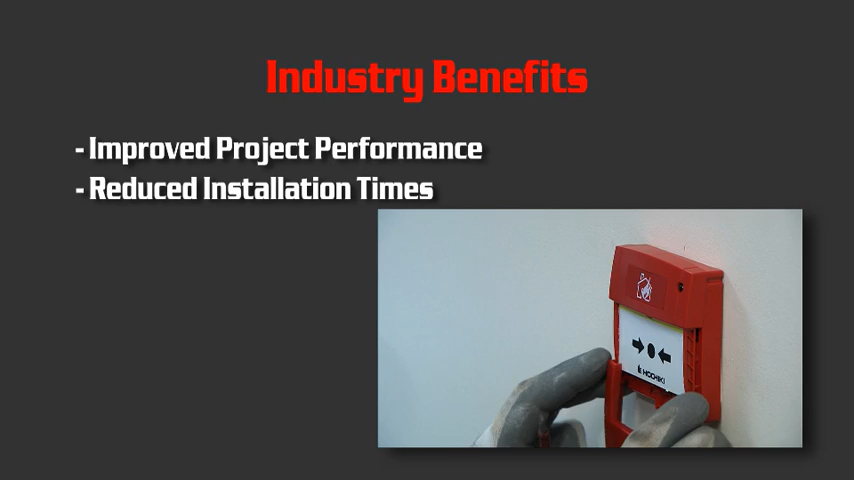 Industry Benefits
- Improved Project Performance
- Reduced Installation Times
HOCHIKI